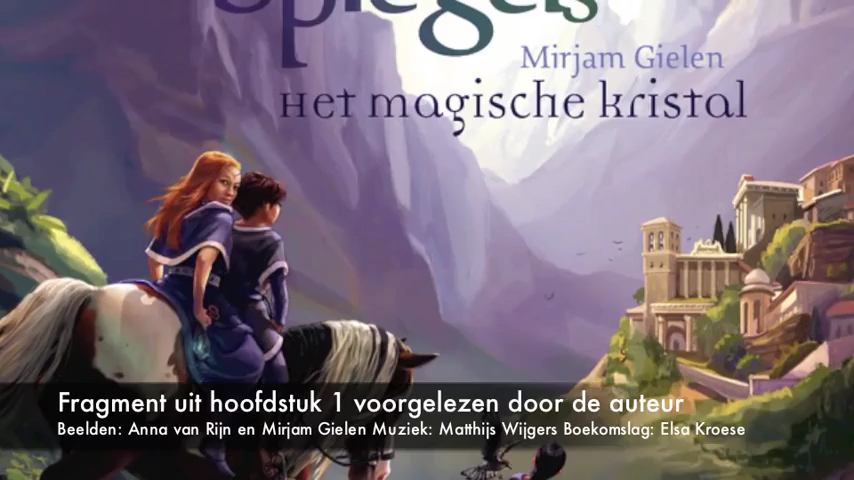 Spiegels
Mirjam Gielen
Het magische kristal
Fragment uit hoofdstuk 1 voorgelezen door de auteur
Beelden: Anna van Rijn en Mirjam Gielen Muziek: Matthijs Wijgers Boekomslag: Elsa Kroese